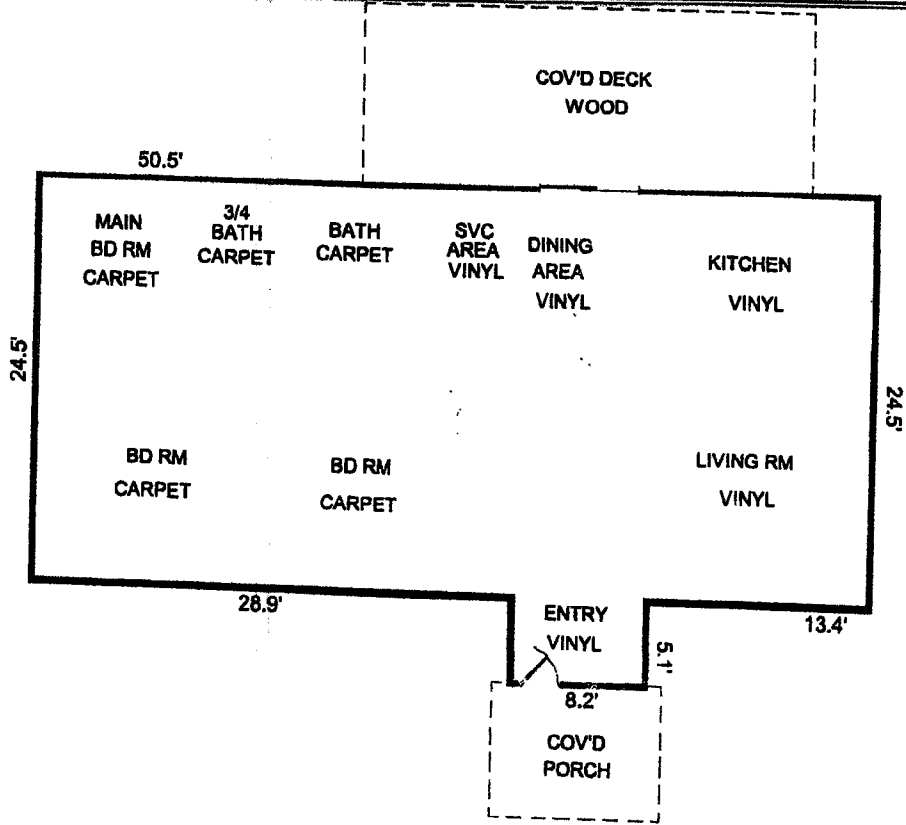 COV'D DECK
WOOD
50.5'
MAIN
BD RM
CARPET
3/4
BATH
CARPET
BATH
CARPET
SVC
AREA
VINYL
DINING
AREA
VINYL
KITCHEN
VINYL
24.5'
24.5'
BD RM
CARPET
BD RM
CARPET
LIVING RM
VINYL
28.9'
ENTRY
VINYL
13.4'
5.1'
8.2'
COV'D
PORCH